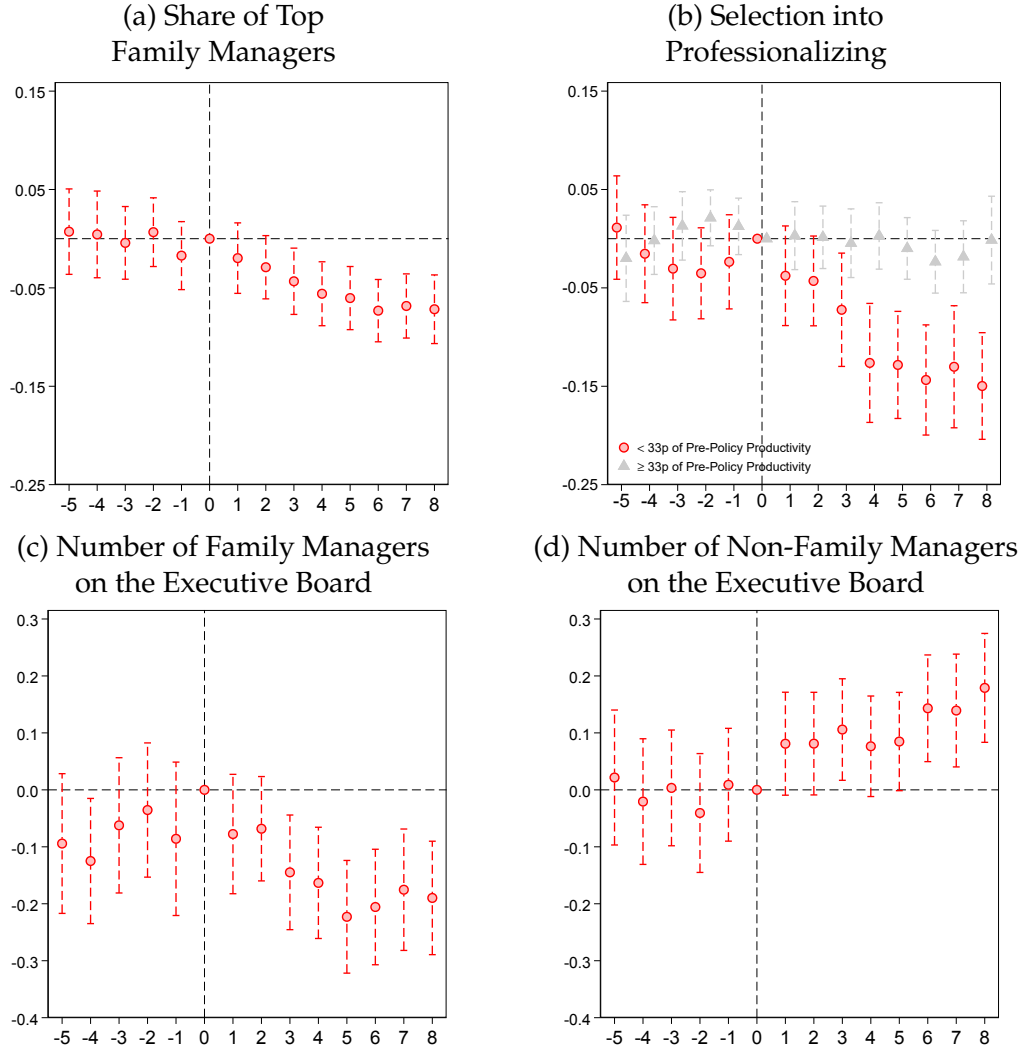 (a) Share of Top
Family Managers
0.15
0.05
-0.05
-0.15
-0.25
-5 -4 -3 -2 -1 0 1 2 3 4 5 6 7 8
(b) Selection into
Professionalizing
0.15
0.05
-0.05
-0.15
-0.25
< 33p of Pre-Policy Productivity
≥ 33p of Pre-Policy Productivity
-5 -4 -3 -2 -1 0 1 2 3 4 5 6 7 8
(c) Number of Family Managers
on the Executive Board
0.3
0.2
0.1
0.0
-0.1
-0.2
-0.3
-0.4
-5 -4 -3 -2 -1 0 1 2 3 4 5 6 7 8
(d) Number of Non-Family Managers
on the Executive Board
0.3
0.2
0.1
0.0
-0.1
-0.2
-0.3
-0.4
-5 -4 -3 -2 -1 0 1 2 3 4 5 6 7 8